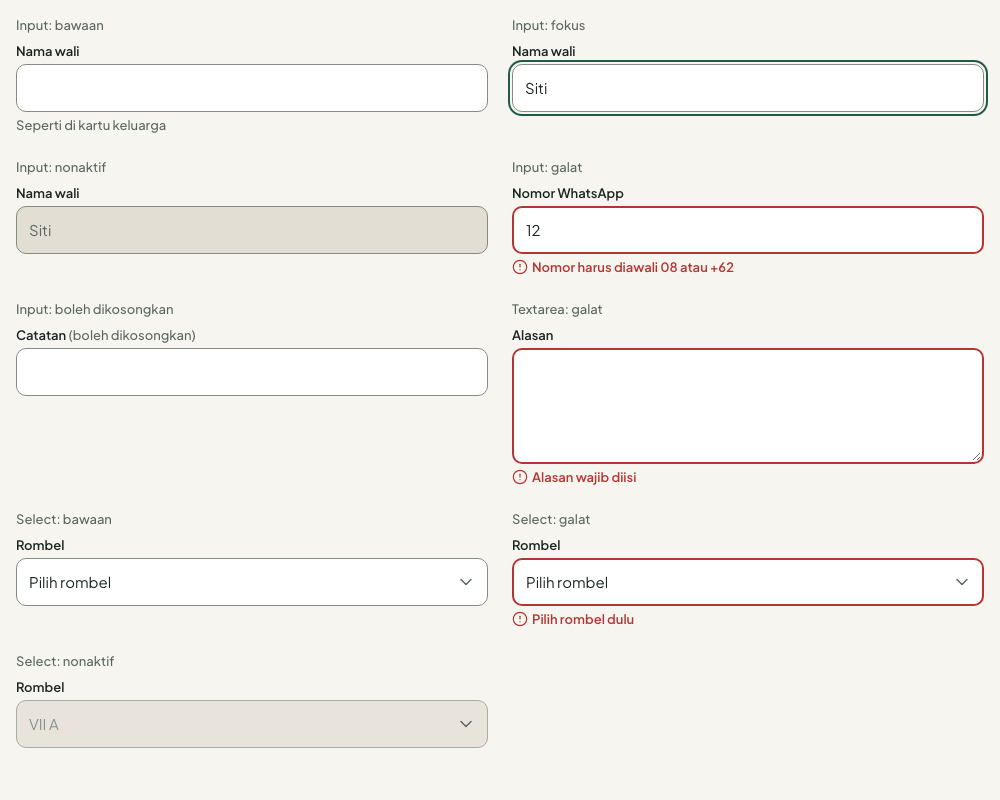 Input: bawaan
Nama wali
Seperti di kartu keluarga
Input: fokus
Nama wali
Siti
Input: nonaktif
Nama wali
Siti
Input: galat
Nomor WhatsApp
12
Nomor harus diawali 08 atau +62
Input: boleh dikosongkan
Catatan (boleh dikosongkan)
Textarea: galat
Alasan
Alasan wajib diisi
Select: bawaan
Rombel
Pilih rombel
Select: galat
Rombel
Pilih rombel
Pilih rombel dulu
Select: nonaktif
Rombel
VII A